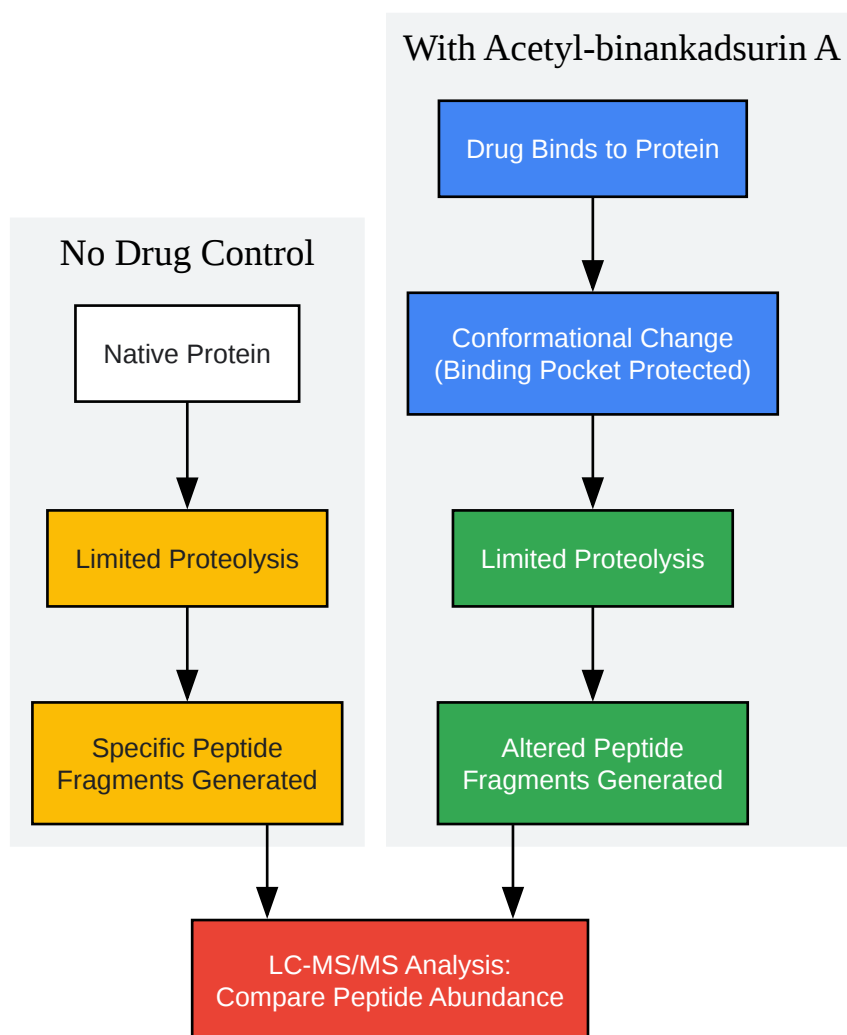 No Drug Control
Native Protein
Limited Proteolysis
Specific Peptide
Fragments Generated
With Acetyl-binankadsurin A
Drug Binds to Protein
Conformational Change
(Binding Pocket Protected)
Limited Proteolysis
Altered Peptide
Fragments Generated
LC-MS/MS Analysis:
Compare Peptide Abundance